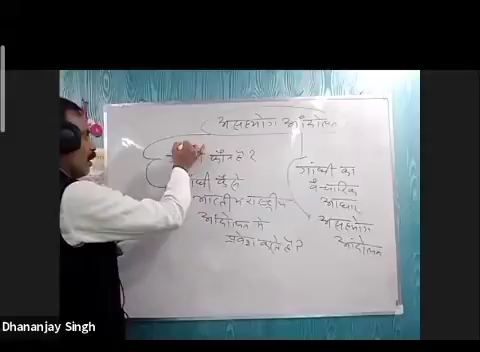 असहयोग आंदोलन
कौन है?
गांधी कैसे
भारतीय राष्ट्रीय
आंदोलन में
प्रवेश करते हैं?
गांधी का
वैचारिक
आधार
असहयोग
आंदोलन
Dhananjay Singh